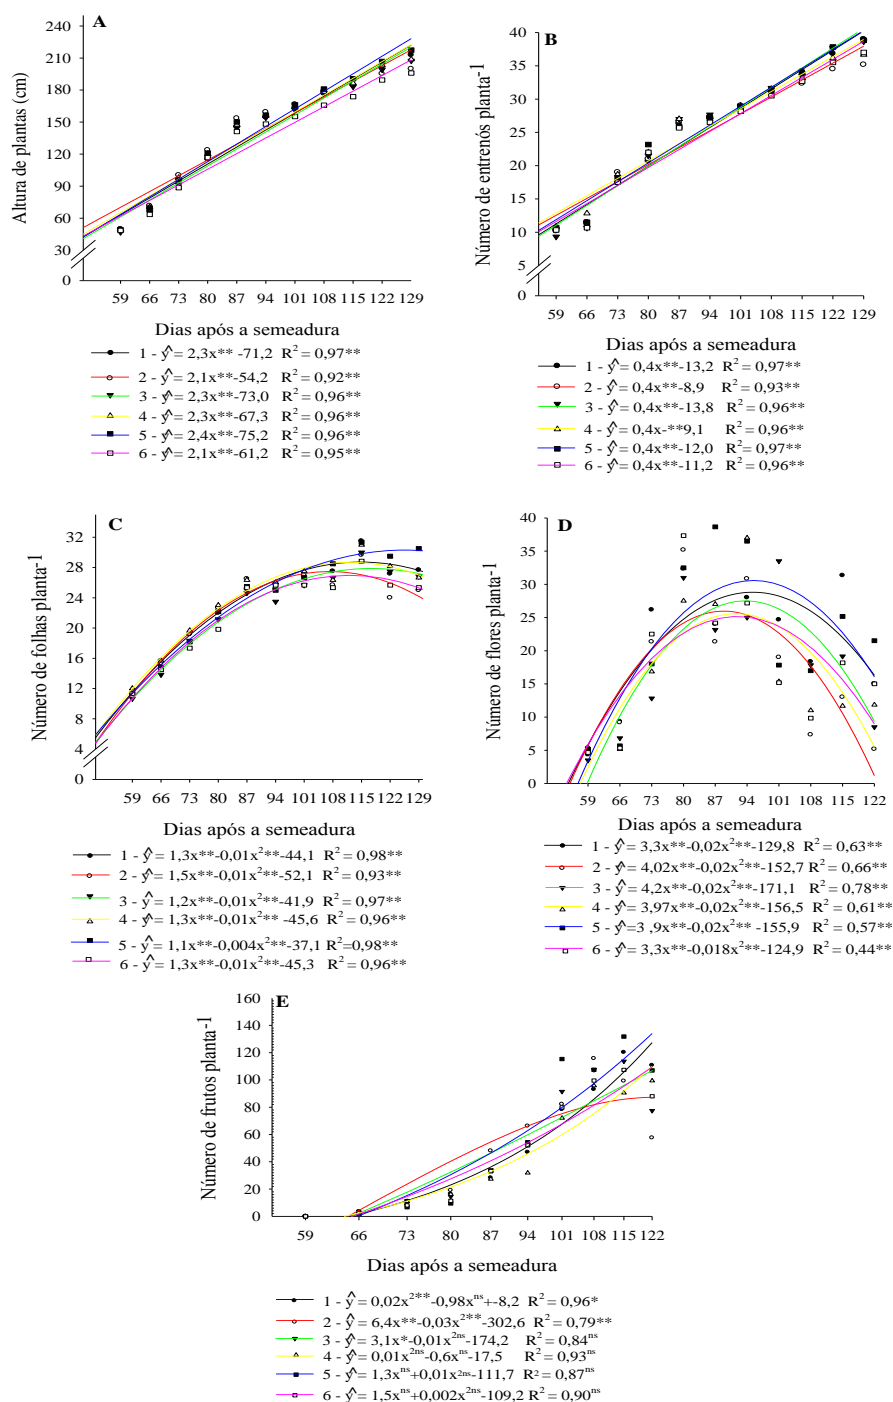 A
Altura de plantas (cm)
240
210
180
150
120
90
60
30
0
59 66 73 80 87 94 101 108 115 122 129
Dias após a semeadura
1 - ŷ = 2,3x** -71,2 R² = 0,97**
2 - ŷ = 2,1x**-54,2 R² = 0,92**
3 - ŷ = 2,3x**-73,0 R² = 0,96**
4 - ŷ = 2,3x**-67,3 R² = 0,96**
5 - ŷ = 2,4x**-75,2 R² = 0,96**
6 - ŷ = 2,1x**-61,2 R² = 0,95**
B
Número de entrenós planta⁻¹
40
35
30
25
20
15
10
5
0
59 66 73 80 87 94 101 108 115 122 129
Dias após a semeadura
1 - ŷ = 0,4x**-13,2 R² = 0,97**
2 - ŷ = 0,4x**-8,9 R² = 0,93**
3 - ŷ = 0,4x**-13,8 R² = 0,96**
4 - ŷ = 0,4x-**9,1 R² = 0,96**
5 - ŷ = 0,4x**-12,0 R² = 0,97**
6 - ŷ = 0,4x**-11,2 R² = 0,96**
C
Número de folhas planta⁻¹
32
28
24
20
16
12
8
4
0
59 66 73 80 87 94 101 108 115 122 129
Dias após a semeadura
1 - ŷ = 1,3x**-0,01x²**-44,1 R² = 0,98**
2 - ŷ = 1,5x**-0,01x²**-52,1 R² = 0,93**
3 - ŷ = 1,2x**-0,01x²**-41,9 R² = 0,97**
4 - ŷ = 1,3x**-0,01x²** -45,6 R² = 0,96**
5 - ŷ = 1,1x**-0,004x²**-37,1 R² =0,98**
6 - ŷ = 1,3x**-0,01x²**-45,3 R² = 0,96**
D
Número de flores planta⁻¹
40
35
30
25
20
15
10
5
0
59 66 73 80 87 94 101 108 115 122
Dias após a semeadura
1 - ŷ = 3,3x**-0,02x²**-129,8 R² = 0,63**
2 - ŷ = 4,02x**-0,02x²**-152,7 R² = 0,66**
3 - ŷ = 4,2x**-0,02x²**-171,1 R² = 0,78**
4 - ŷ = 3,97x**-0,02x²**-156,5 R² = 0,61**
5 - ŷ =3 ,9x**-0,02x²** -155,9 R² = 0,57**
6 - ŷ = 3,3x**-0,018x²**-124,9 R² = 0,44**
E
Número de frutos planta⁻¹
160
140
120
100
80
60
40
20
0
59 66 73 80 87 94 101 108 115 122
Dias após a semeadura
1 - ŷ = 0,02x²**-0,98xⁿˢ+-8,2 R² = 0,96*
2 - ŷ = 6,4x**-0,03x²**-302,6 R² = 0,79**
3 - ŷ = 3,1x*-0,01x²ⁿˢ-174,2 R² = 0,84ⁿˢ
4 - ŷ = 0,01x²ⁿˢ-0,6xⁿˢ-17,5 R² = 0,93ⁿˢ
5 - ŷ = 1,3xⁿˢ+0,01x²ⁿˢ-111,7 R² = 0,87ⁿˢ
6 - ŷ = 1,5xⁿˢ+0,002x²ⁿˢ-109,2 R² = 0,90ⁿˢ